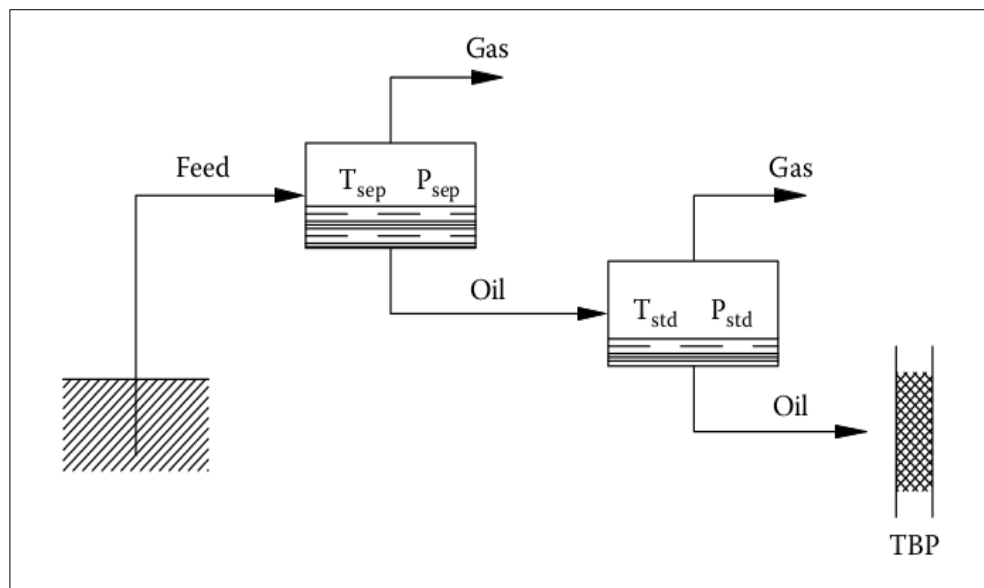 Gas
Feed
T_sep P_sep
Gas
Oil
T_std P_std
Oil
TBP